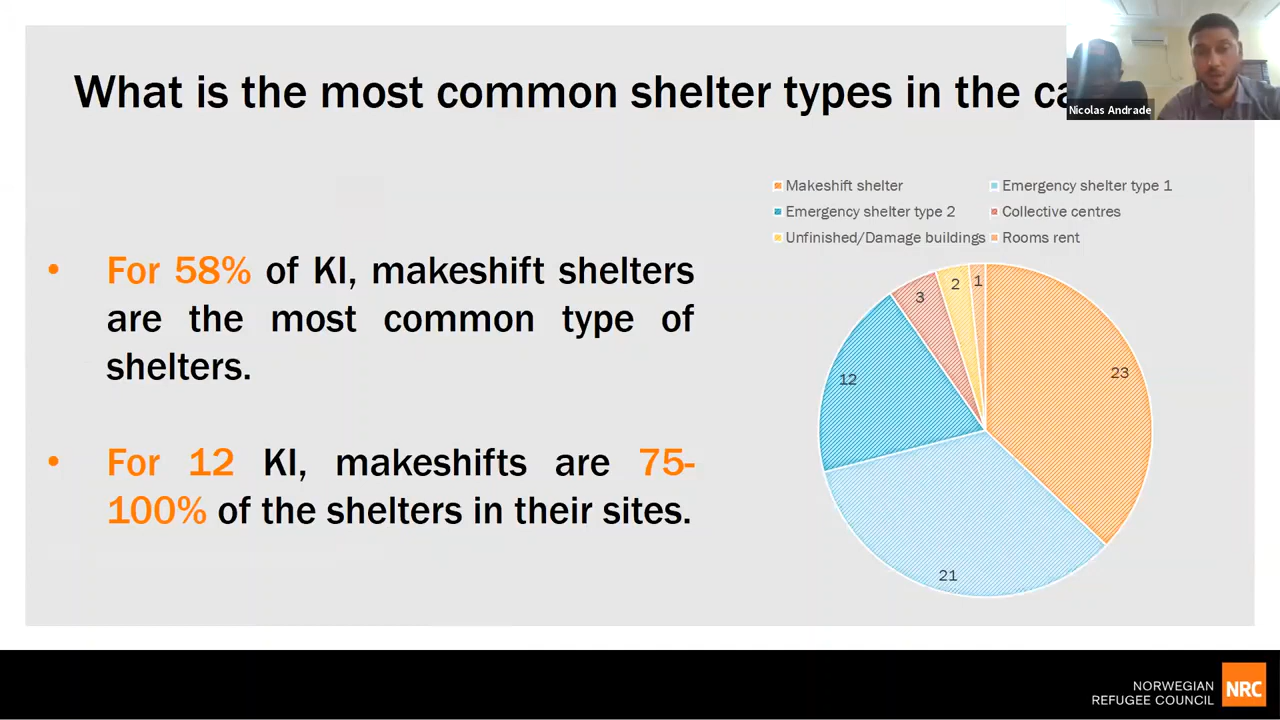 What is the most common shelter types in the
Nicolas Andrade
Makeshift shelter
Emergency shelter type 1
Emergency shelter type 2
Collective centres
Unfinished/Damage buildings
Rooms rent
• For 58% of KI, makeshift shelters
are the most common type of
shelters.
• For 12 KI, makeshifts are 75-
100% of the shelters in their sites.
1
2
3
12
23
21
NORWEGIAN
REFUGEE COUNCIL
NRC